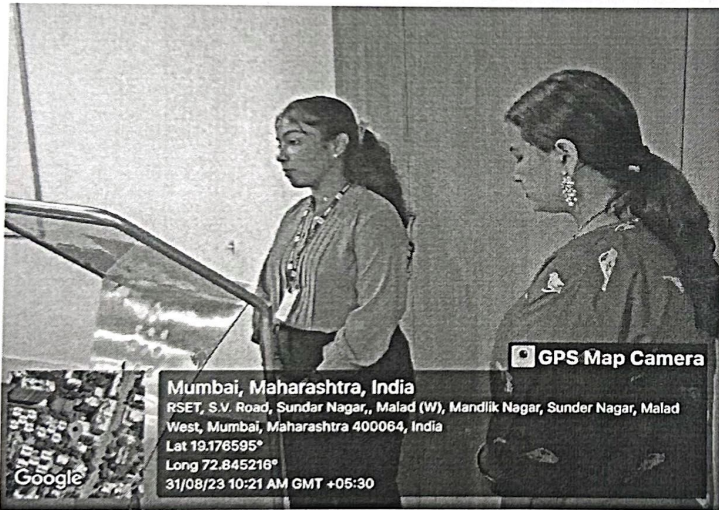 GPS Map Camera
Mumbai, Maharashtra, India
RSET, S.V. Road, Sundar Nagar,, Malad (W), Mandlik Nagar, Sunder Nagar, Malad
West, Mumbai, Maharashtra 400064, India
Lat 19.176595°
Long 72.845216°
31/08/23 10:21 AM GMT +05:30
Google